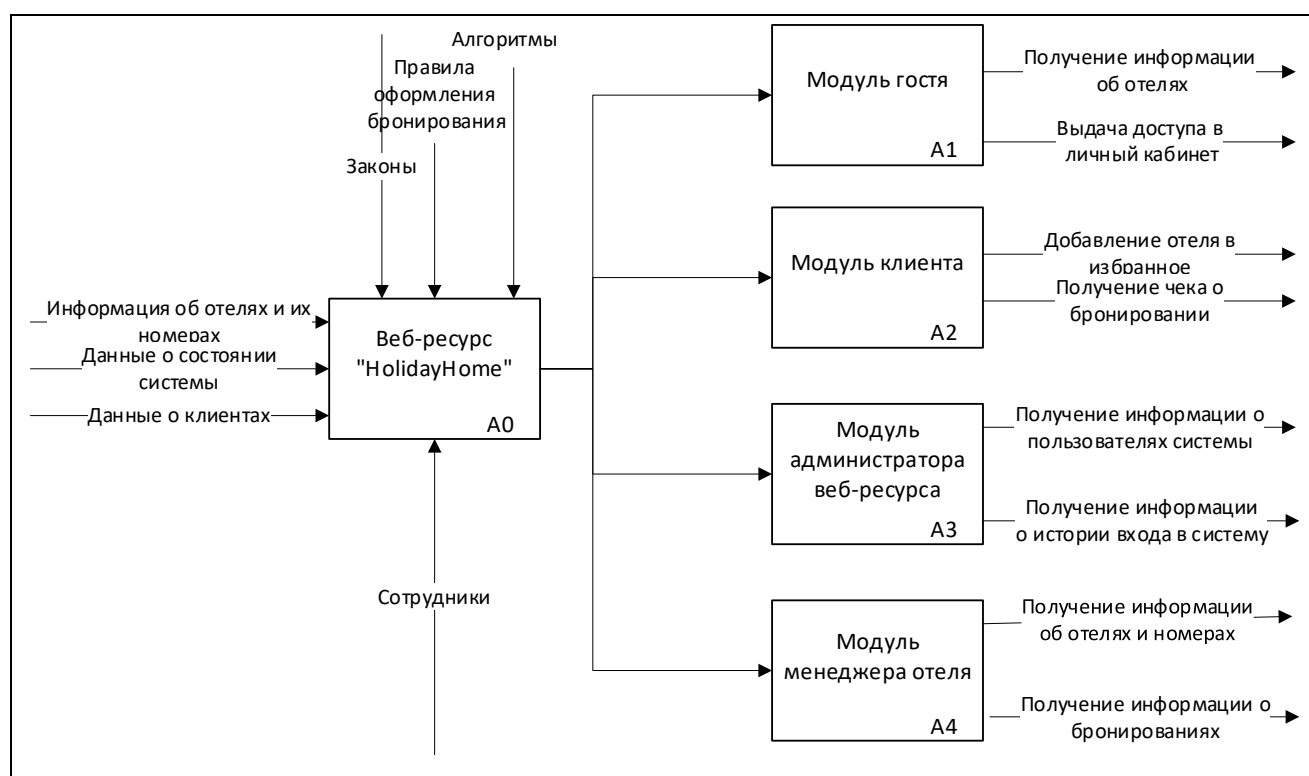 Алгоритмы
Правила
оформления
бронирования
Законы
Информация об отелях и их
номерах
Данные о состоянии
системы
Данные о клиентах
Веб-ресурс
"HolidayHome"
A0
Сотрудники
Модуль гостя
A1
Получение информации
об отелях
Выдача доступа в
личный кабинет
Модуль клиента
A2
Добавление отеля в
избранное
Получение чека о
бронировании
Модуль
администратора
веб-ресурса
A3
Получение информации о
пользователях системы
Получение информации
о истории входа в систему
Модуль
менеджера отеля
A4
Получение информации
об отелях и номерах
Получение информации о
бронированиях